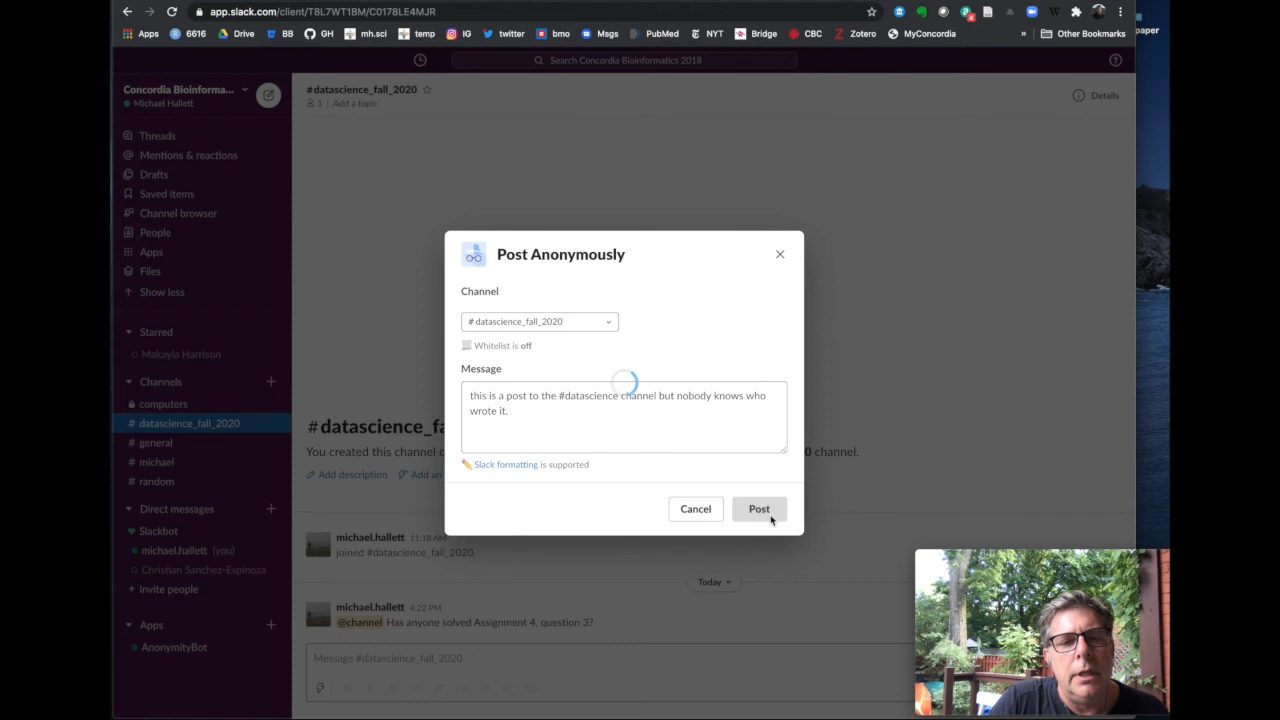 app.slack.com/client/T8L7WT1BM/C0178LE4MJR
Apps 6616 Drive BB GH mh.sci temp IG twitter bmo Msgs PubMed NYT Bridge CBC Zotero MyConcordia » Other Bookmarks
paper
Search Concordia Bioinformatics 2018
Concordia Bioinforma...
Michael Hallett
Threads
Mentions & reactions
Drafts
Saved items
Channel browser
People
Apps
Files
Show less
Starred
Makayla Harrison
Channels
computers
# datascience_fall_2020
# general
# michael
# random
Direct messages
Slackbot
michael.hallett (you)
Christian Sanchez-Espinoza
+ Invite people
Apps
AnonymityBot
#datascience_fall_2020
1 | Add a topic
Details
Post Anonymously
Channel
# datascience_fall_2020
Whitelist is off
Message
this is a post to the #datascience channel but nobody knows who
wrote it.
Slack formatting is supported
Cancel Post
#datascience_fa
You created this channel o
channel.
Add description
Add an
michael.hallett 11:18 AM
joined #datascience_fall_2020.
Today
michael.hallett 4:22 PM
@channel Has anyone solved Assignment 4, question 3?
Message #datascience_fall_2020